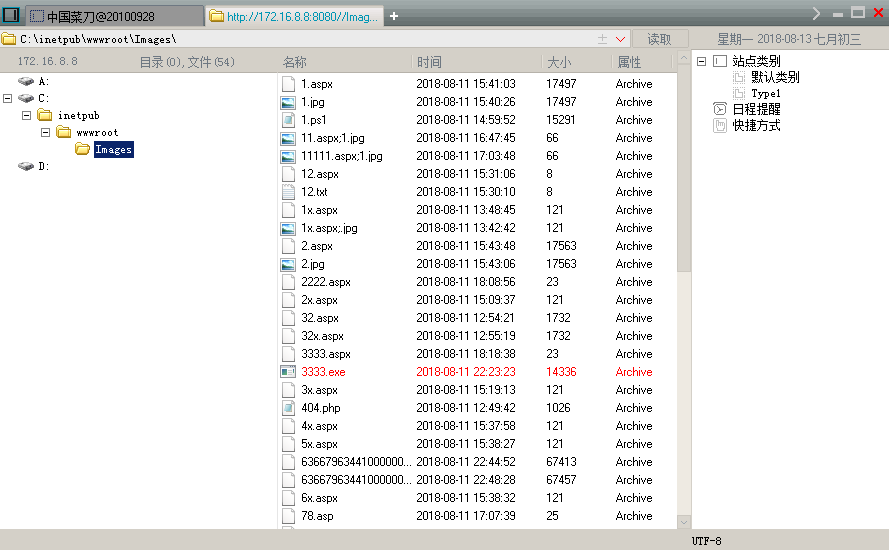 中国菜刀@20100928
http://172.16.8.8:8080//Imag...
C:\inetpub\wwwroot\Images\
读取
星期一 2018-08-13 七月初三
172.16.8.8
目录(0),文件(54)
名称 时间 大小 属性
A:
C:
inetpub
wwwroot
Images
D:
1.aspx 2018-08-11 15:41:03 17497 Archive
1.jpg 2018-08-11 15:40:26 17497 Archive
1.ps1 2018-08-11 14:59:52 15291 Archive
11.aspx;1.jpg 2018-08-11 16:47:45 66 Archive
11111.aspx;1.jpg 2018-08-11 17:03:48 66 Archive
12.aspx 2018-08-11 15:31:06 8 Archive
12.txt 2018-08-11 15:30:10 8 Archive
1x.aspx 2018-08-11 13:48:45 121 Archive
1x.aspx;.jpg 2018-08-11 13:42:42 121 Archive
2.aspx 2018-08-11 15:43:48 17563 Archive
2.jpg 2018-08-11 15:43:06 17563 Archive
2222.aspx 2018-08-11 18:08:56 23 Archive
2x.aspx 2018-08-11 15:09:37 121 Archive
32.aspx 2018-08-11 12:54:21 1732 Archive
32x.aspx 2018-08-11 12:55:19 1732 Archive
3333.aspx 2018-08-11 18:18:38 23 Archive
3333.exe 2018-08-11 22:23:23 14336 Archive
3x.aspx 2018-08-11 15:19:13 121 Archive
404.php 2018-08-11 12:49:42 1026 Archive
4x.aspx 2018-08-11 15:37:58 121 Archive
5x.aspx 2018-08-11 15:38:27 121 Archive
63667963441000000... 2018-08-11 22:44:52 67413 Archive
63667963441000000... 2018-08-11 22:48:28 67457 Archive
6x.aspx 2018-08-11 15:38:32 121 Archive
78.asp 2018-08-11 17:07:39 25 Archive
站点类别
默认类别
Type1
日程提醒
快捷方式
UTF-8